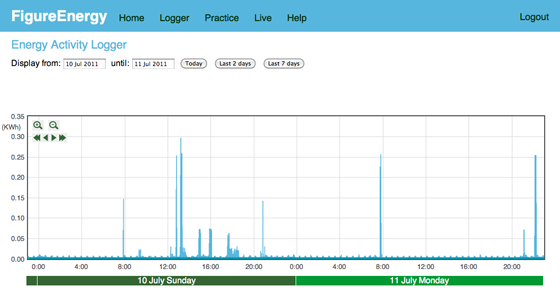 FigureEnergy Home Logger Practice Live Help Logout
Energy Activity Logger
Display from: 10 Jul 2011 until: 11 Jul 2011 Today Last 2 days Last 7 days
0.35
(KWh)
0.30
0.25
0.20
0.15
0.10
0.05
0.00
0:00 4:00 8:00 12:00 16:00 20:00 0:00 4:00 8:00 12:00 16:00 20:00
10 July Sunday 11 July Monday